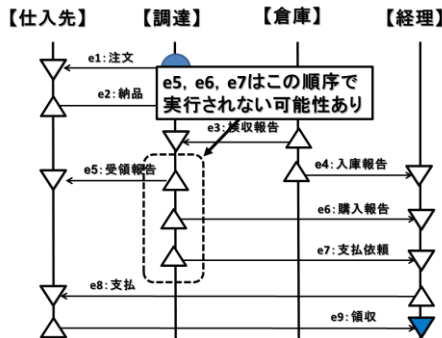 【仕入先】 【調達】 【倉庫】 【経理】
e1：注文
e5，e6，e7はこの順序で
実行されない可能性あり
e2：納品
e3：検収報告
e4：入庫報告
e5：受領報告
e6：購入報告
e7：支払依頼
e8：支払
e9：領収